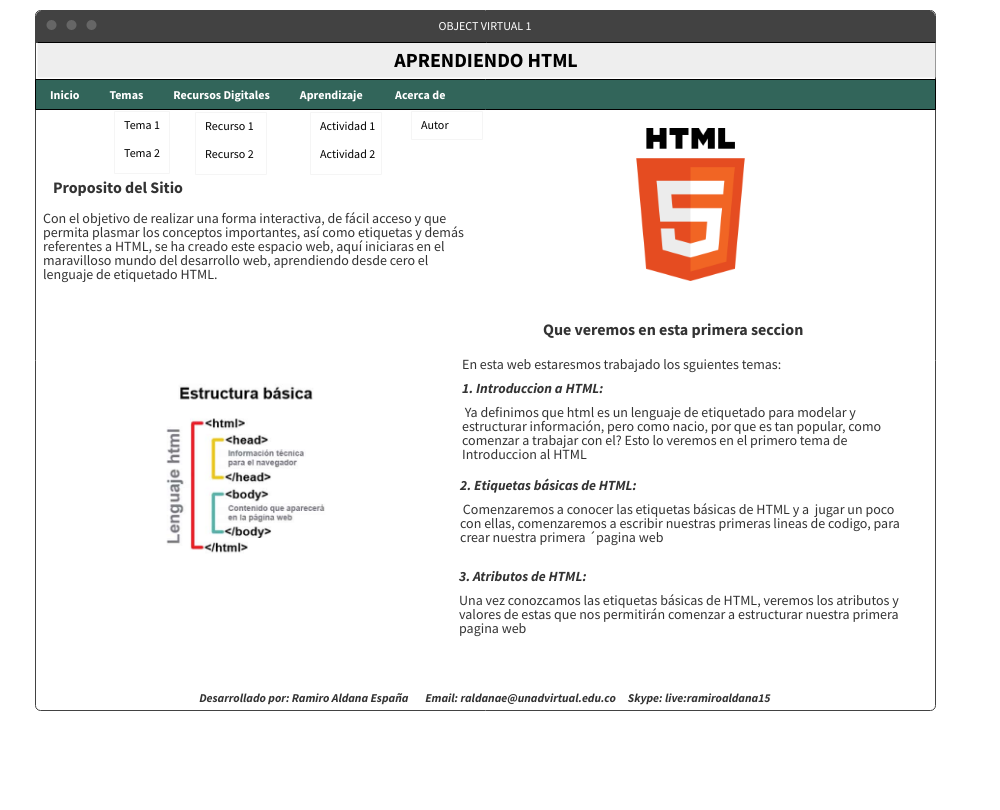 OBJECT VIRTUAL 1
APRENDIENDO HTML
Inicio Temas Recursos Digitales Aprendizaje Acerca de
Tema 1 Recurso 1 Actividad 1 Autor
Tema 2 Recurso 2 Actividad 2
HTML
5
Proposito del Sitio
Con el objetivo de realizar una forma interactiva, de fácil acceso y que
permita plasmar los conceptos importantes, así como etiquetas y demás
referentes a HTML, se ha creado este espacio web, aquí iniciaras en el
maravilloso mundo del desarrollo web, aprendiendo desde cero el
lenguaje de etiquetado HTML.
Que veremos en esta primera seccion
En esta web estaresmos trabajado los sguientes temas:
1. Introduccion a HTML:
Ya definimos que html es un lenguaje de etiquetado para modelar y
estructurar información, pero como nacio, por que es tan popular, como
comenzar a trabajar con el? Esto lo veremos en el primero tema de
Introduccion al HTML
2. Etiquetas básicas de HTML:
Comenzaremos a conocer las etiquetas básicas de HTML y a jugar un poco
con ellas, comenzaremos a escribir nuestras primeras lineas de codigo, para
crear nuestra primera ´pagina web
3. Atributos de HTML:
Una vez conozcamos las etiquetas básicas de HTML, veremos los atributos y
valores de estas que nos permitirán comenzar a estructurar nuestra primera
pagina web
Estructura básica
Lenguaje html
<html>
<head>
Información técnica
para el navegador
</head>
<body>
Contenido que aparecerá
en la página web
</body>
</html>
Desarrollado por: Ramiro Aldana España Email: raldanae@unadvirtual.edu.co Skype: live:ramiroaldana15